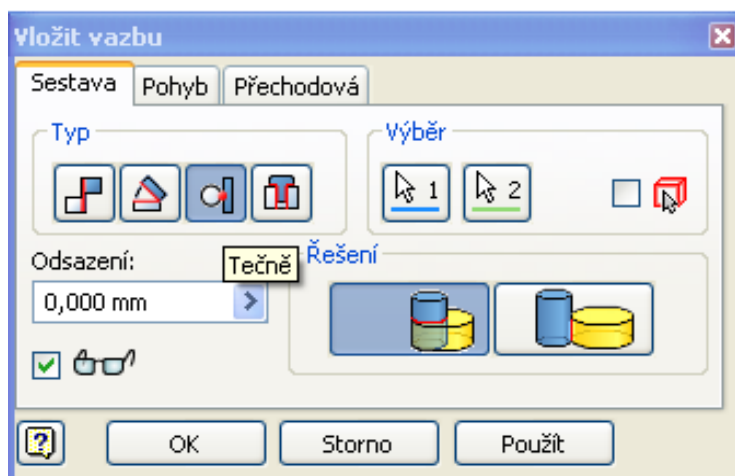 Vložit vazbu
Sestava Pohyb Přechodová
Typ Výběr
1 2
Odsazení: Tečně Řešení
0,000 mm
OK Storno Použít